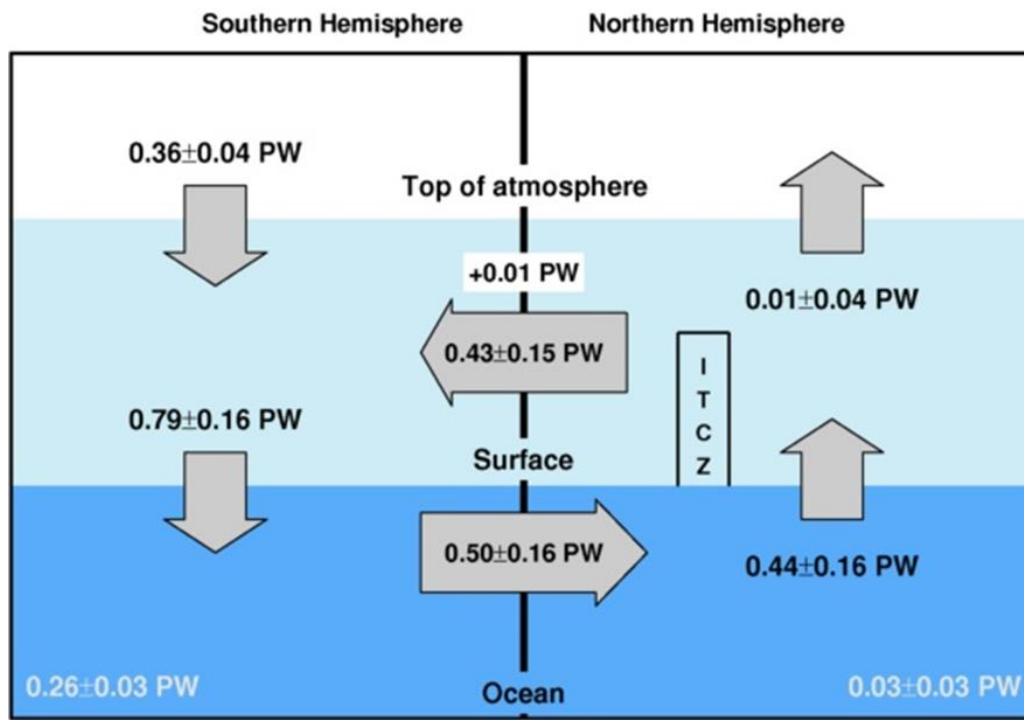 Southern Hemisphere
Northern Hemisphere
0.36±0.04 PW
Top of atmosphere
+0.01 PW
0.01±0.04 PW
0.43±0.15 PW
I
T
C
Z
0.79±0.16 PW
Surface
0.50±0.16 PW
0.44±0.16 PW
0.26±0.03 PW
Ocean
0.03±0.03 PW